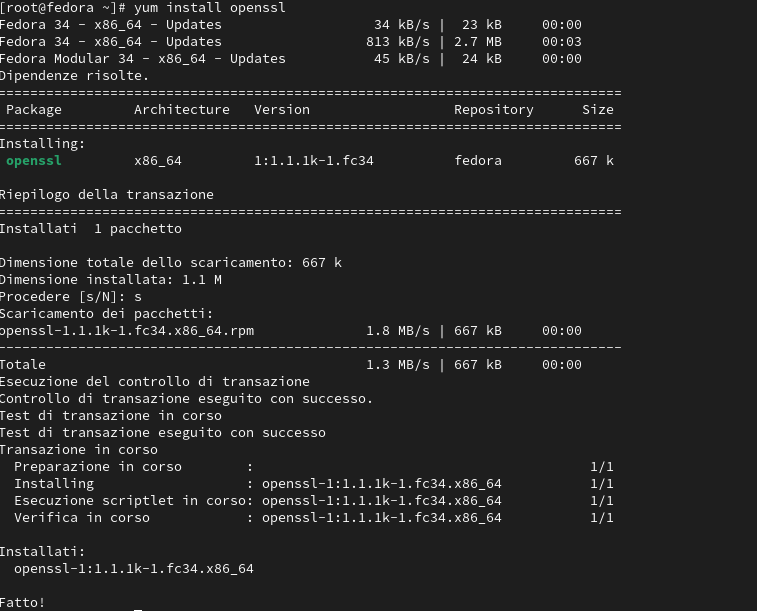 [root@fedora ~]# yum install openssl
Fedora 34 - x86_64 - Updates                   34 kB/s |  23 kB     00:00
Fedora 34 - x86_64 - Updates                  813 kB/s | 2.7 MB     00:03
Fedora Modular 34 - x86_64 - Updates           45 kB/s |  24 kB     00:00
Dipendenze risolte.
==============================================================================
 Package         Architecture   Version                  Repository      Size
==============================================================================
Installing:
 openssl         x86_64         1:1.1.1k-1.fc34          fedora         667 k

Riepilogo della transazione
==============================================================================
Installati  1 pacchetto

Dimensione totale dello scaricamento: 667 k
Dimensione installata: 1.1 M
Procedere [s/N]: s
Scaricamento dei pacchetti:
openssl-1.1.1k-1.fc34.x86_64.rpm              1.8 MB/s | 667 kB     00:00
------------------------------------------------------------------------------
Totale                                        1.3 MB/s | 667 kB     00:00
Esecuzione del controllo di transazione
Controllo di transazione eseguito con successo.
Test di transazione in corso
Test di transazione eseguito con successo
Transazione in corso
  Preparazione in corso        :                                          1/1
  Installing                   : openssl-1:1.1.1k-1.fc34.x86_64           1/1
  Esecuzione scriptlet in corso: openssl-1:1.1.1k-1.fc34.x86_64           1/1
  Verifica in corso            : openssl-1:1.1.1k-1.fc34.x86_64           1/1

Installati:
  openssl-1:1.1.1k-1.fc34.x86_64

Fatto!